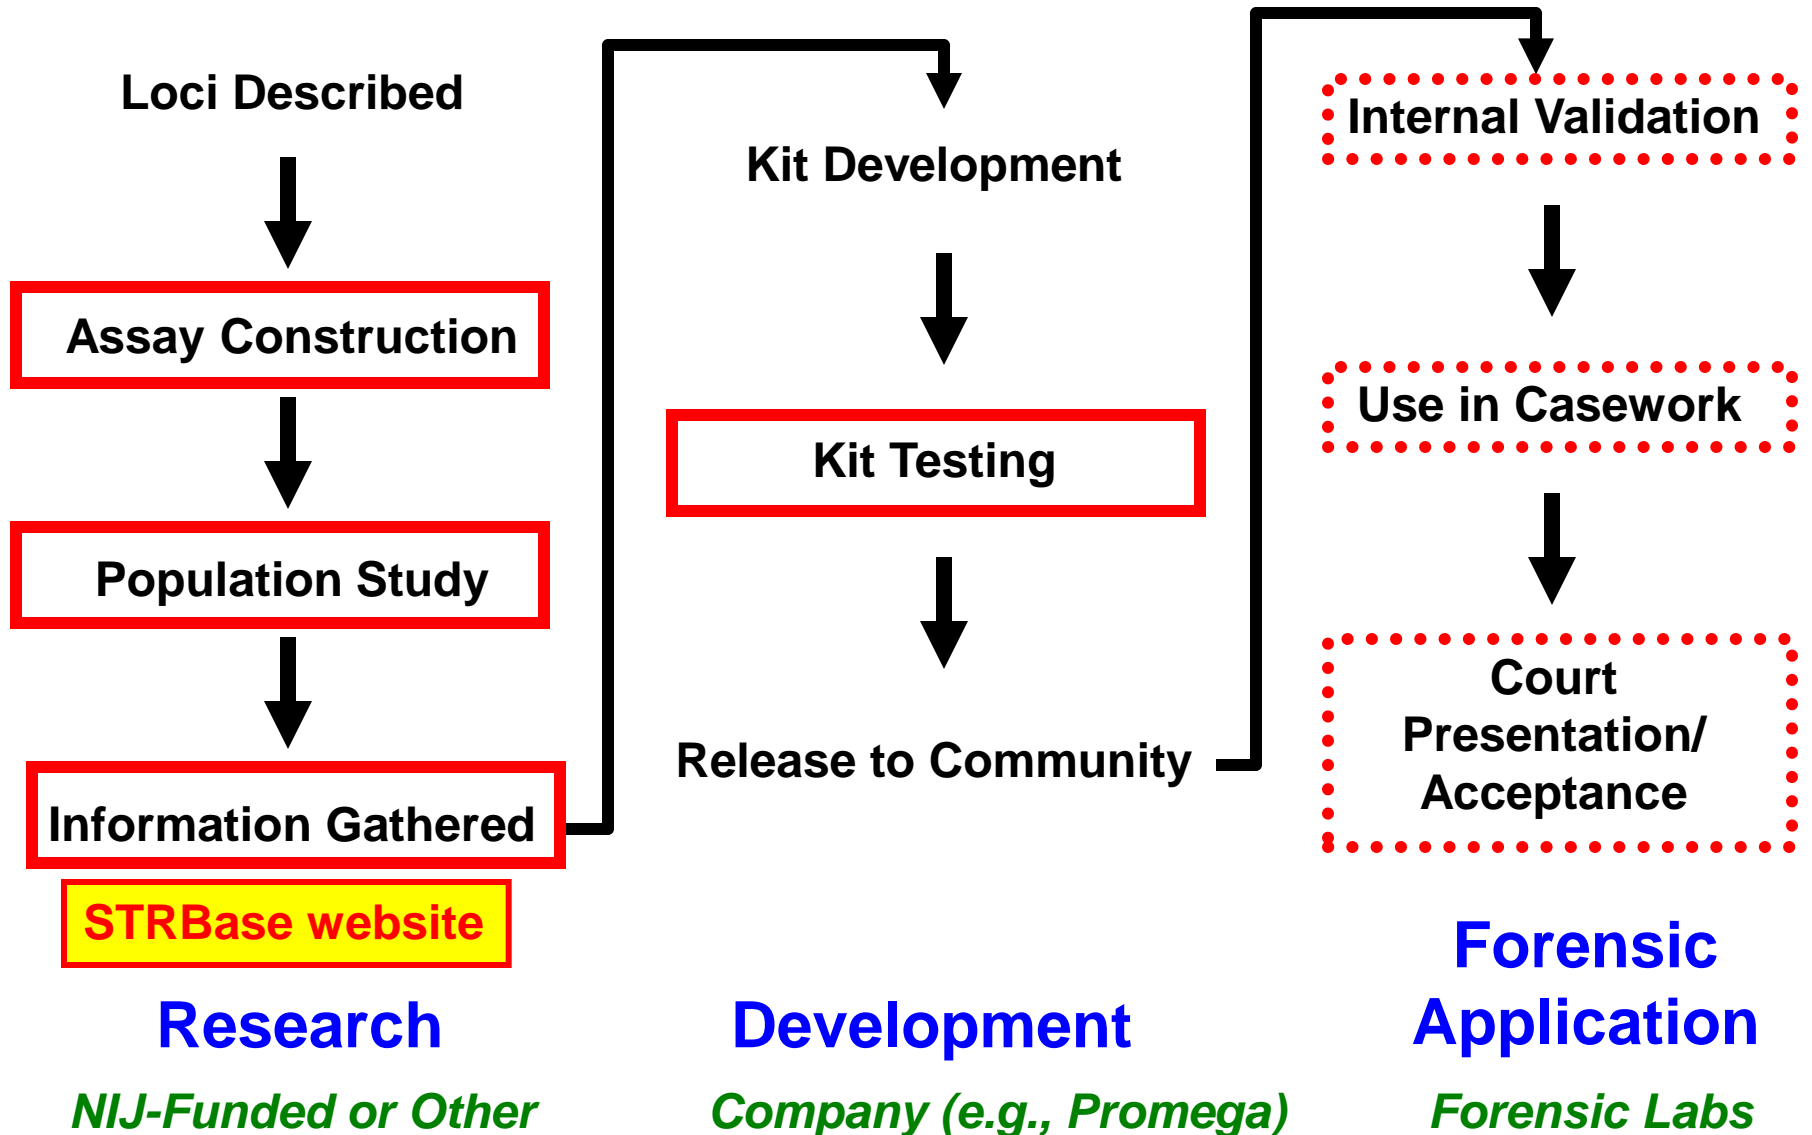 Loci Described
Assay Construction
Population Study
Information Gathered
STRBase website
Research
NIJ-Funded or Other
Kit Development
Kit Testing
Release to Community
Development
Company (e.g., Promega)
Internal Validation
Use in Casework
Court
Presentation/
Acceptance
Forensic
Application
Forensic Labs